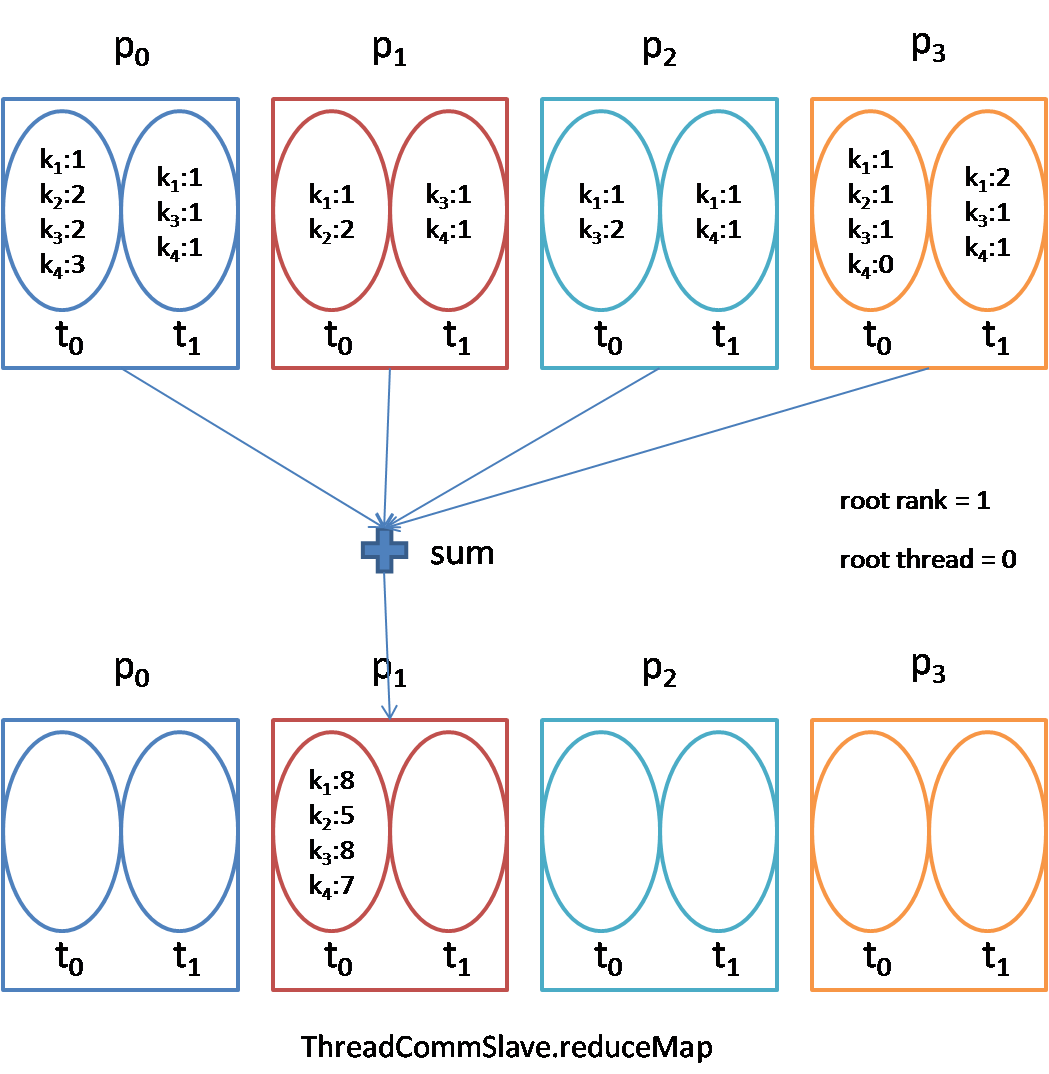 p₀ p₁ p₂ p₃
k₁:1
k₂:2
k₃:2
k₄:3
k₁:1
k₃:1
k₄:1
k₁:1
k₂:2
k₃:1
k₄:1
k₁:1
k₃:2
k₁:1
k₄:1
k₁:1
k₂:1
k₃:1
k₄:0
k₁:2
k₃:1
k₄:1
t₀ t₁ t₀ t₁ t₀ t₁ t₀ t₁
root rank = 1
sum
root thread = 0
p₀ p₁ p₂ p₃
k₁:8
k₂:5
k₃:8
k₄:7
t₀ t₁ t₀ t₁ t₀ t₁ t₀ t₁
ThreadCommSlave.reduceMap